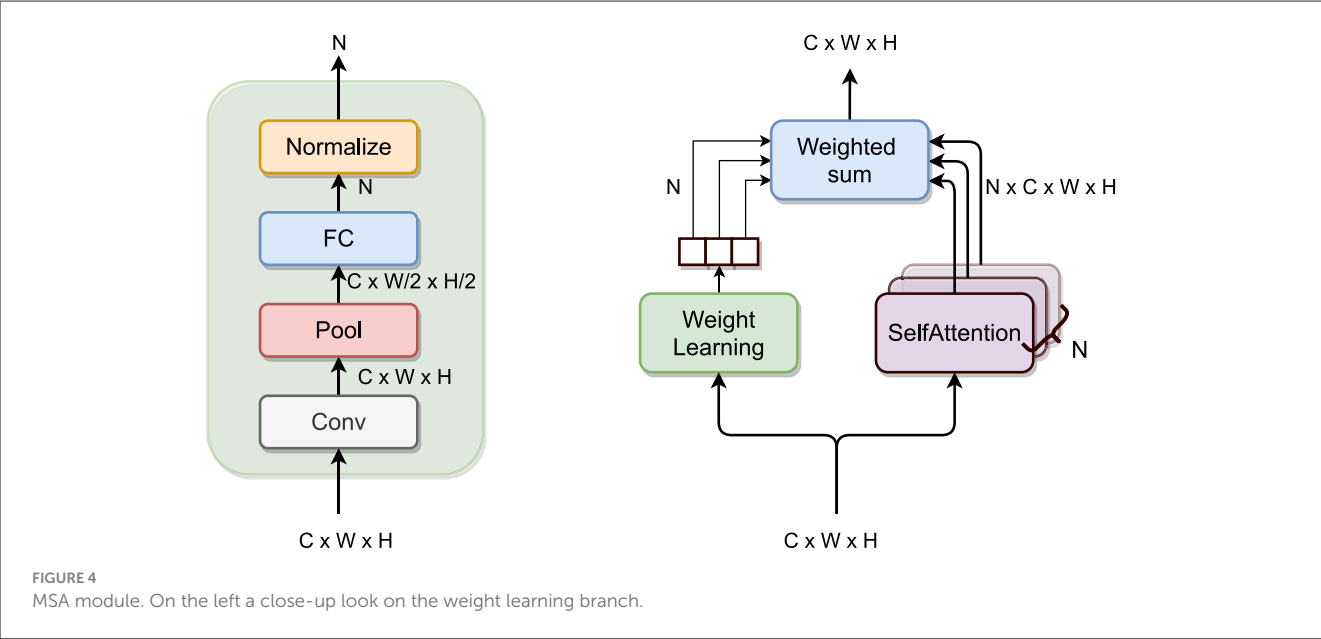 N
Normalize
N
FC
C x W/2 x H/2
Pool
C x W x H
Conv
C x W x H
C x W x H
Weighted
sum
N
N x C x W x H
Weight
Learning
SelfAttention
N
C x W x H
FIGURE 4
MSA module. On the left a close-up look on the weight learning branch.